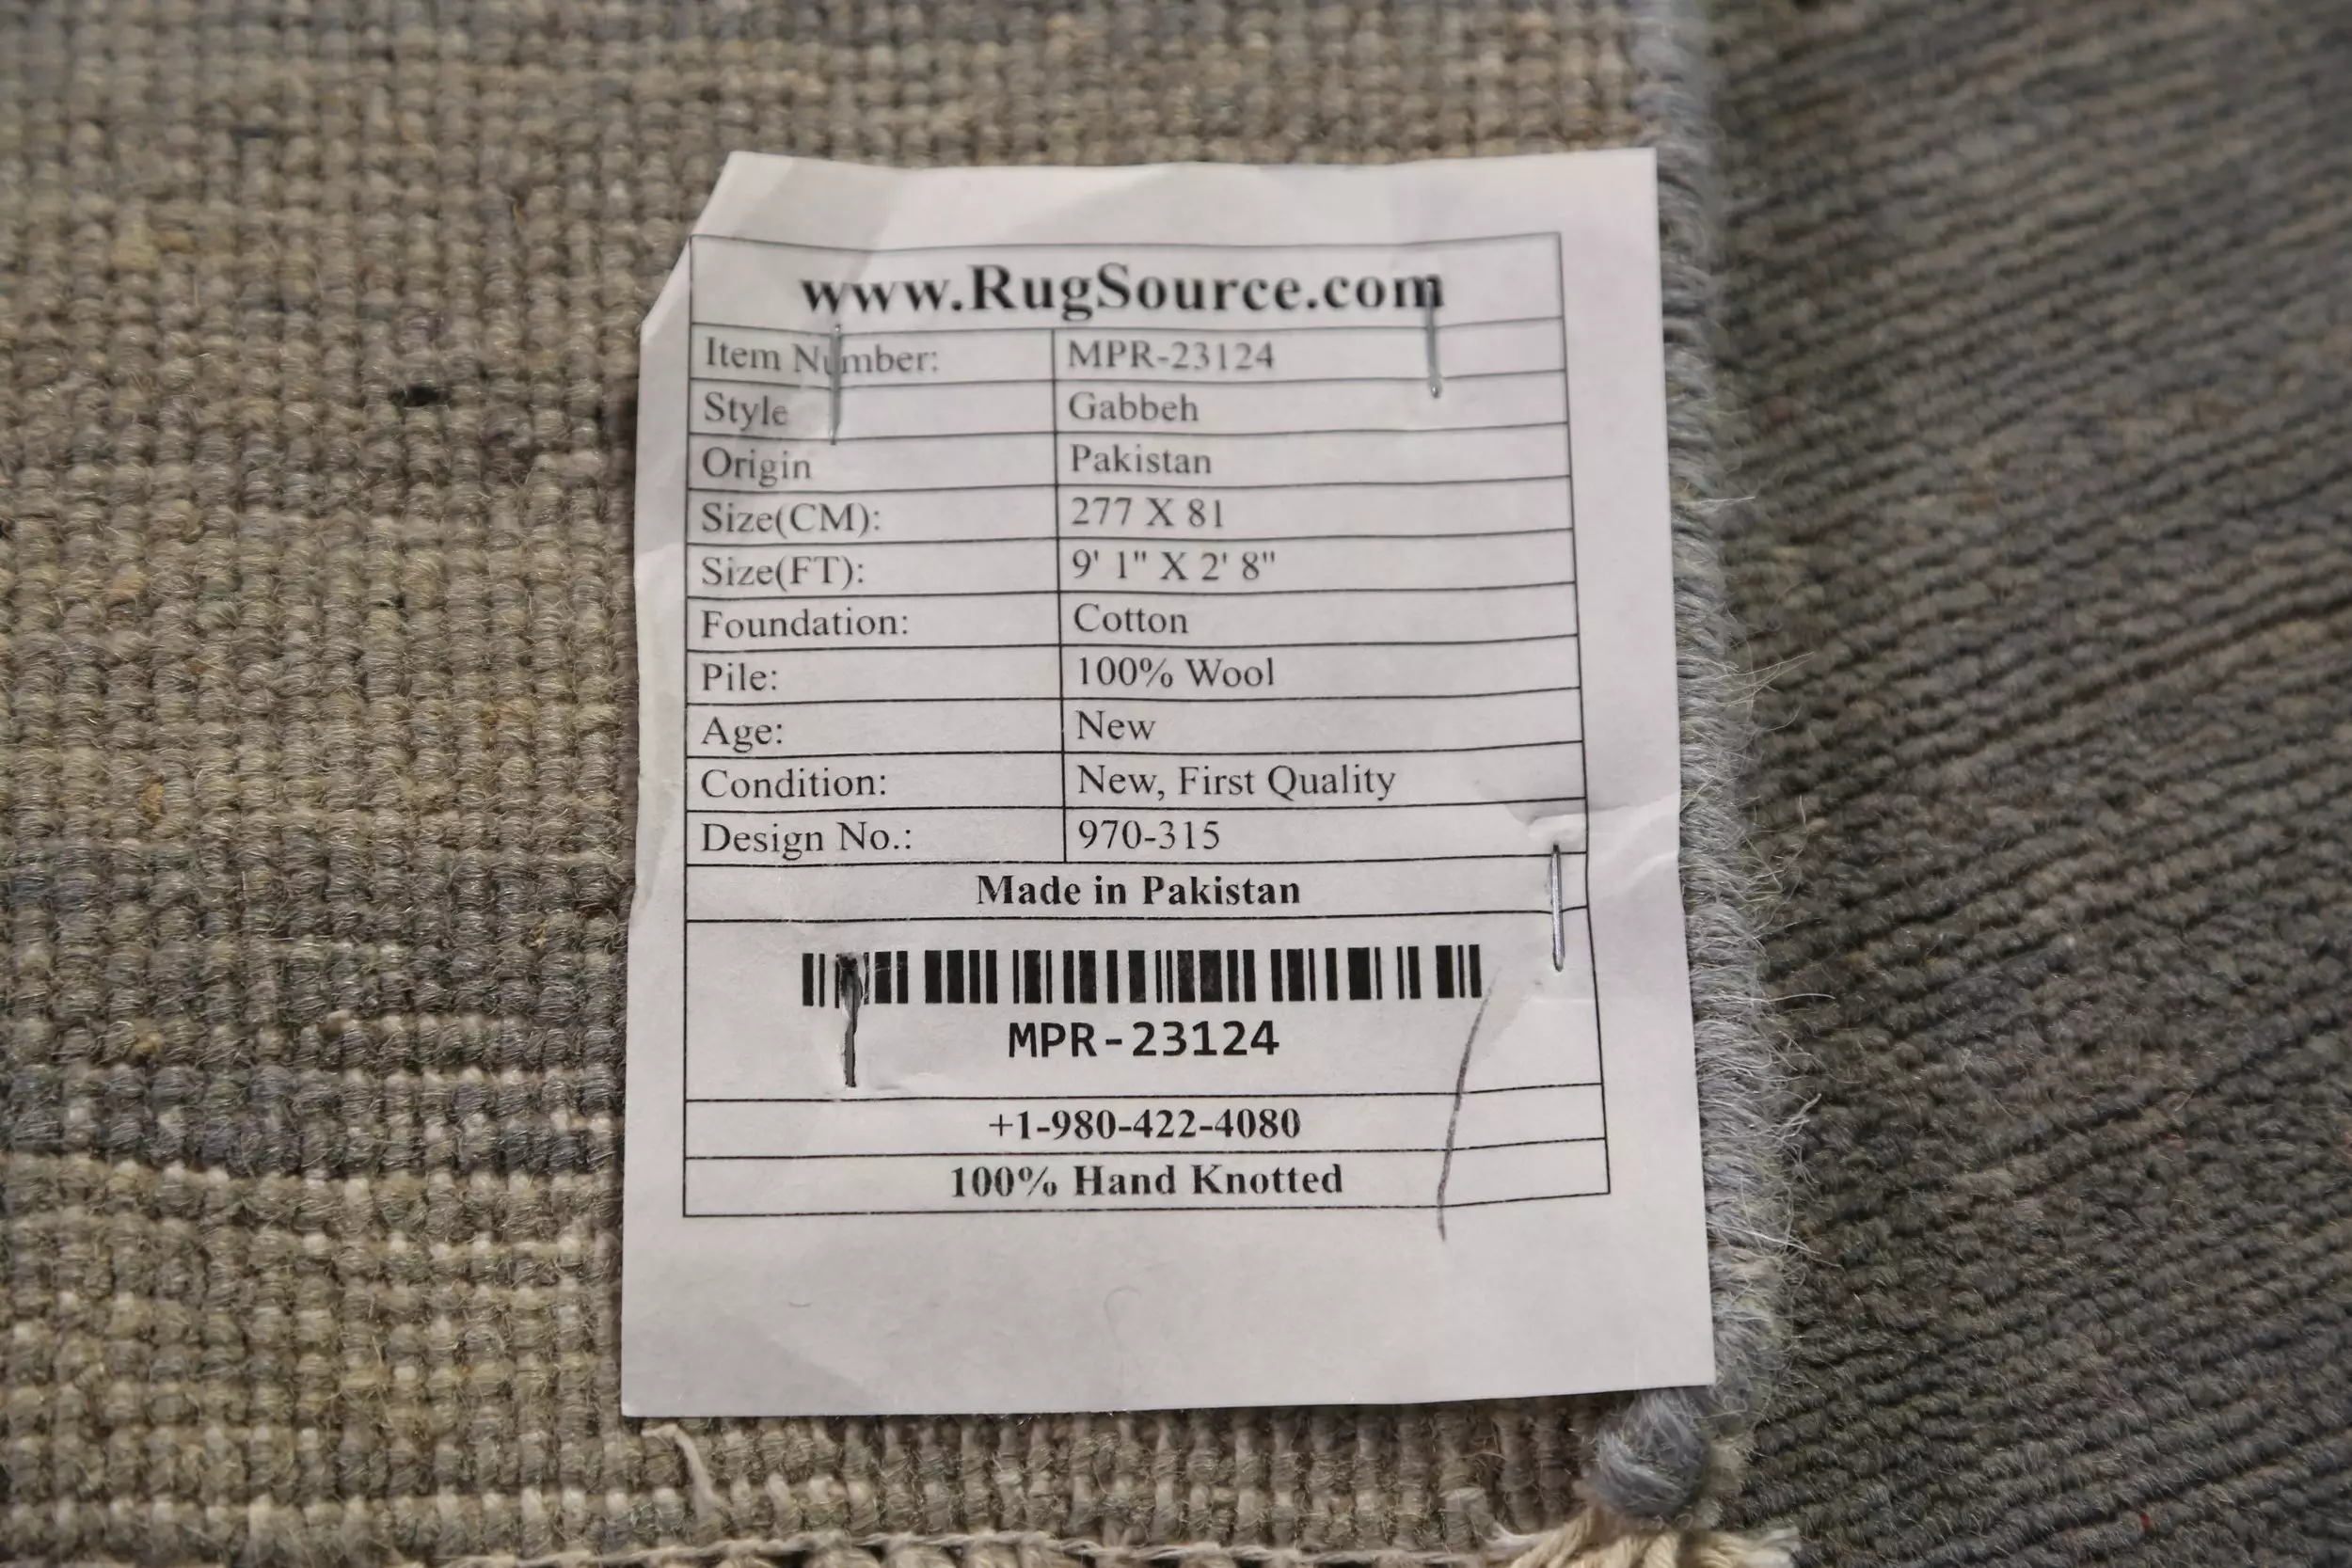 www.RugSource.com
Item Number: MPR-23124
Style Gabbeh
Origin Pakistan
Size(CM): 277 X 81
Size(FT): 9' 1" X 2' 8"
Foundation: Cotton
Pile: 100% Wool
Age: New
Condition: New, First Quality
Design No.: 970-315
Made in Pakistan
MPR-23124
+1-980-422-4080
100% Hand Knotted